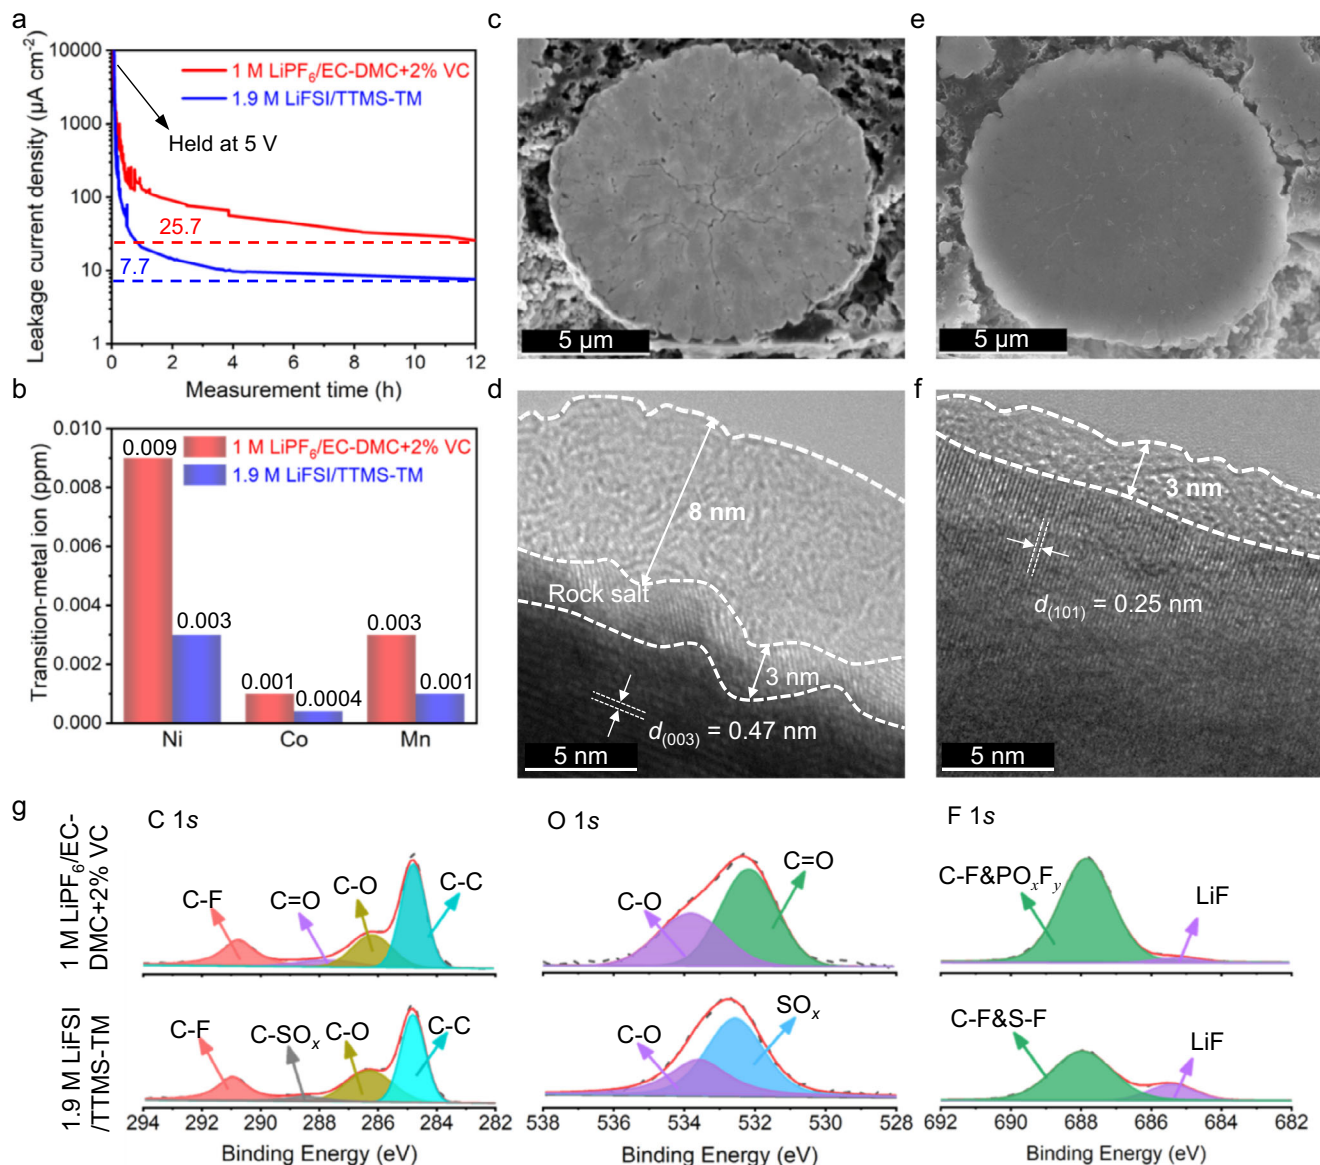 a
Leakage current density (µA cm⁻²)
10000
1000
100
10
1
1 M LiPF₆/EC-DMC+2% VC
1.9 M LiFSI/TTMS-TM
Held at 5 V
25.7
7.7
0 2 4 6 8 10 12
Measurement time (h)
b
Transition-metal ion (ppm)
0.010
0.008
0.006
0.004
0.002
0.000
1 M LiPF₆/EC-DMC+2% VC
1.9 M LiFSI/TTMS-TM
0.009
0.003
0.001
0.0004
0.003
0.001
Ni Co Mn
c
5 µm
d
8 nm
Rock salt
3 nm
d(003) = 0.47 nm
5 nm
e
5 µm
f
3 nm
d(101) = 0.25 nm
5 nm
g
1 M LiPF₆/EC-
DMC+2% VC
C 1s
C-F
C=O
C-O
C-C
O 1s
C-O
C=O
F 1s
C-F&POₓFᵧ
LiF
1.9 M LiFSI
/TTMS-TM
C-F
C-SOₓ
C-O
C-C
C-O
SOₓ
C-F&S-F
LiF
294 292 290 288 286 284 282
Binding Energy (eV)
538 536 534 532 530 528
Binding Energy (eV)
692 690 688 686 684 682
Binding Energy (eV)